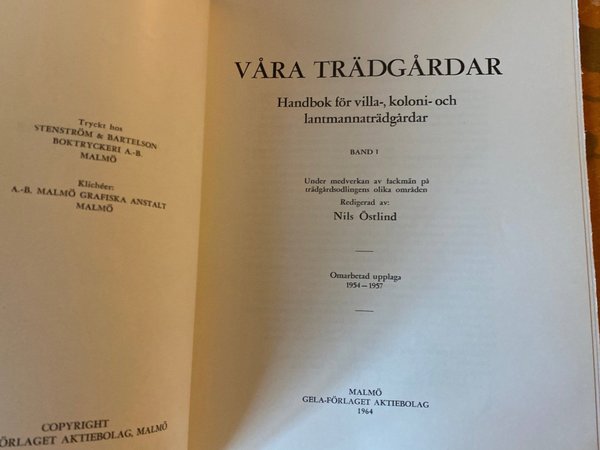 Tryckt hos
STENSTRÖM & BARTELSON
BOKTRYCKERI A.-B.
MALMÖ
Klichéer:
A.-B. MALMÖ GRAFISKA ANSTALT
MALMÖ
COPYRIGHT
ÖRLAGET AKTIEBOLAG, MALMÖ
VÅRA TRÄDGÅRDAR
Handbok för villa-, koloni- och
lantmannaträdgårdar
BAND 1
Under medverkan av fackmän på
trädgårdsodlingens olika områden
Redigerad av:
Nils Östlind
Omarbetad upplaga
1954–1957
MALMÖ
GELA-FÖRLAGET AKTIEBOLAG
1964